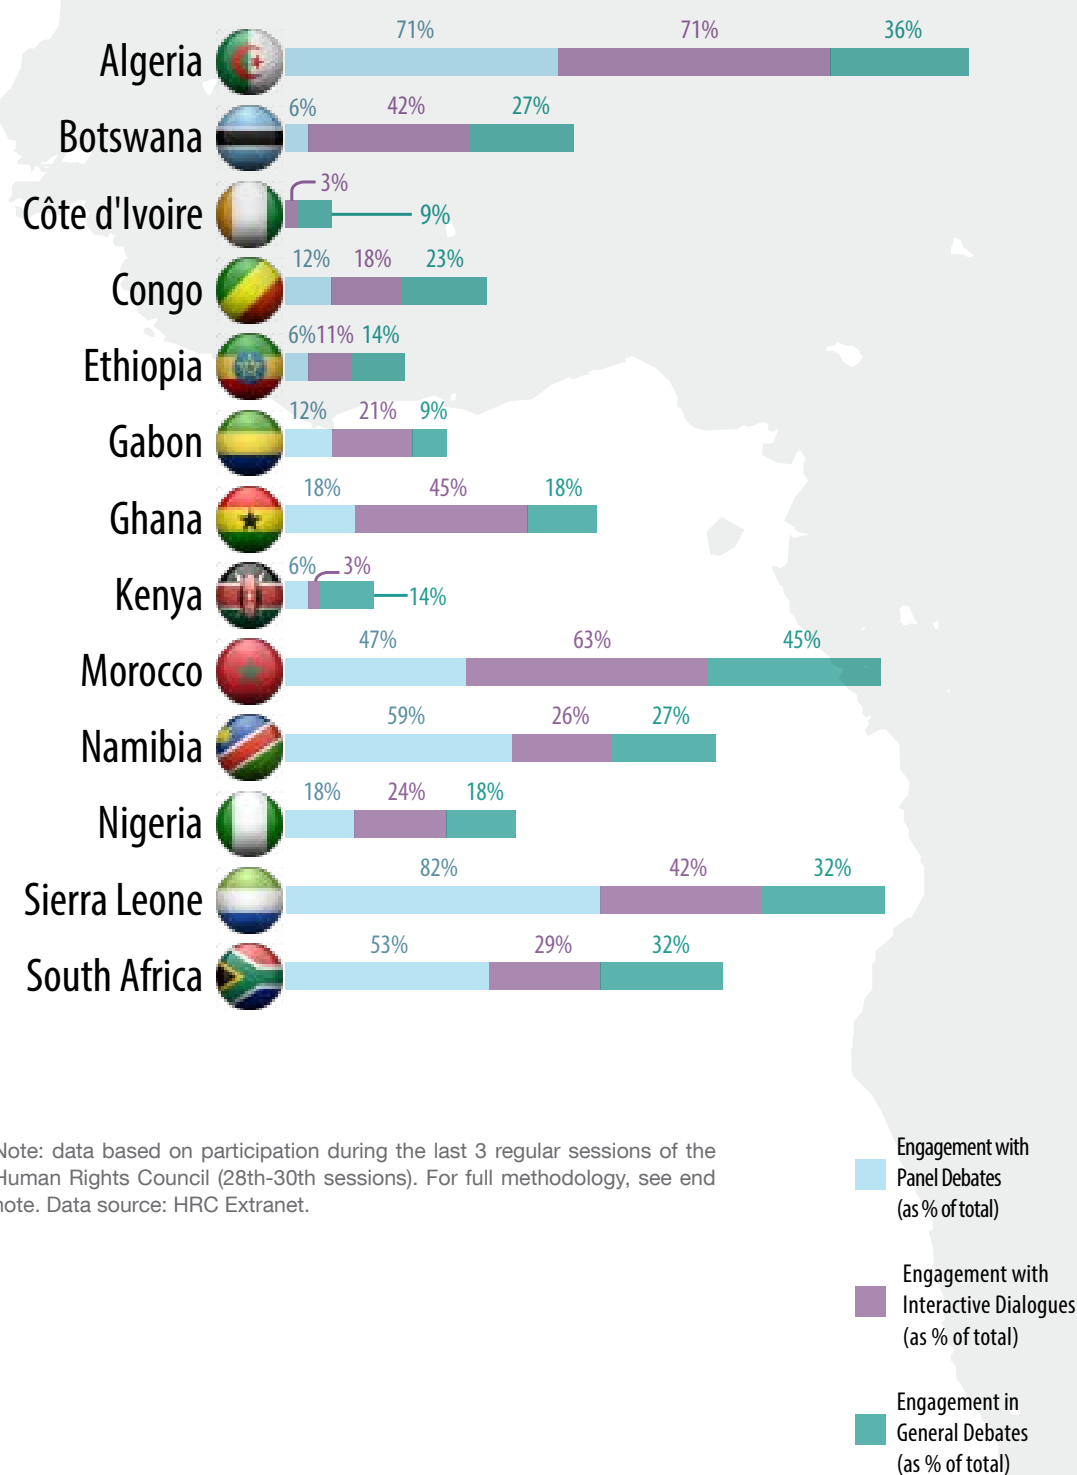 71% 71% 36%
Algeria
6% 42% 27%
Botswana
3%
Côte d'Ivoire 9%
12% 18% 23%
Congo
6% 11% 14%
Ethiopia
12% 21% 9%
Gabon
18% 45% 18%
Ghana
6% 3%
Kenya 14%
47% 63% 45%
Morocco
59% 26% 27%
Namibia
18% 24% 18%
Nigeria
82% 42% 32%
Sierra Leone
53% 29% 32%
South Africa
Note: data based on participation during the last 3 regular sessions of the
Human Rights Council (28th-30th sessions). For full methodology, see end
note. Data source: HRC Extranet.
Engagement with
Panel Debates
(as % of total)
Engagement with
Interactive Dialogues
(as % of total)
Engagement in
General Debates
(as % of total)